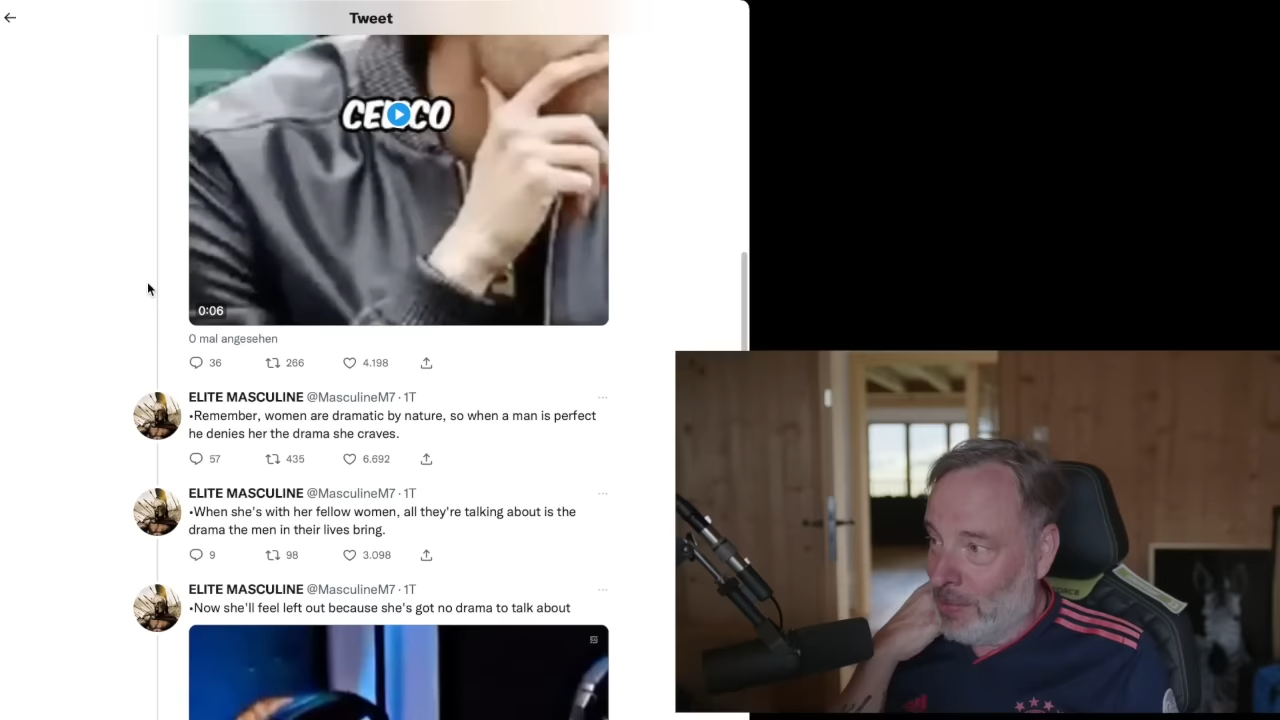 Tweet
CEDCO
0:06
0 mal angesehen
36 266 4.198
ELITE MASCULINE @MasculineM7 · 1T
•Remember, women are dramatic by nature, so when a man is perfect
he denies her the drama she craves.
57 435 6.692
ELITE MASCULINE @MasculineM7 · 1T
•When she's with her fellow women, all they're talking about is the
drama the men in their lives bring.
9 98 3.098
ELITE MASCULINE @MasculineM7 · 1T
•Now she'll feel left out because she's got no drama to talk about